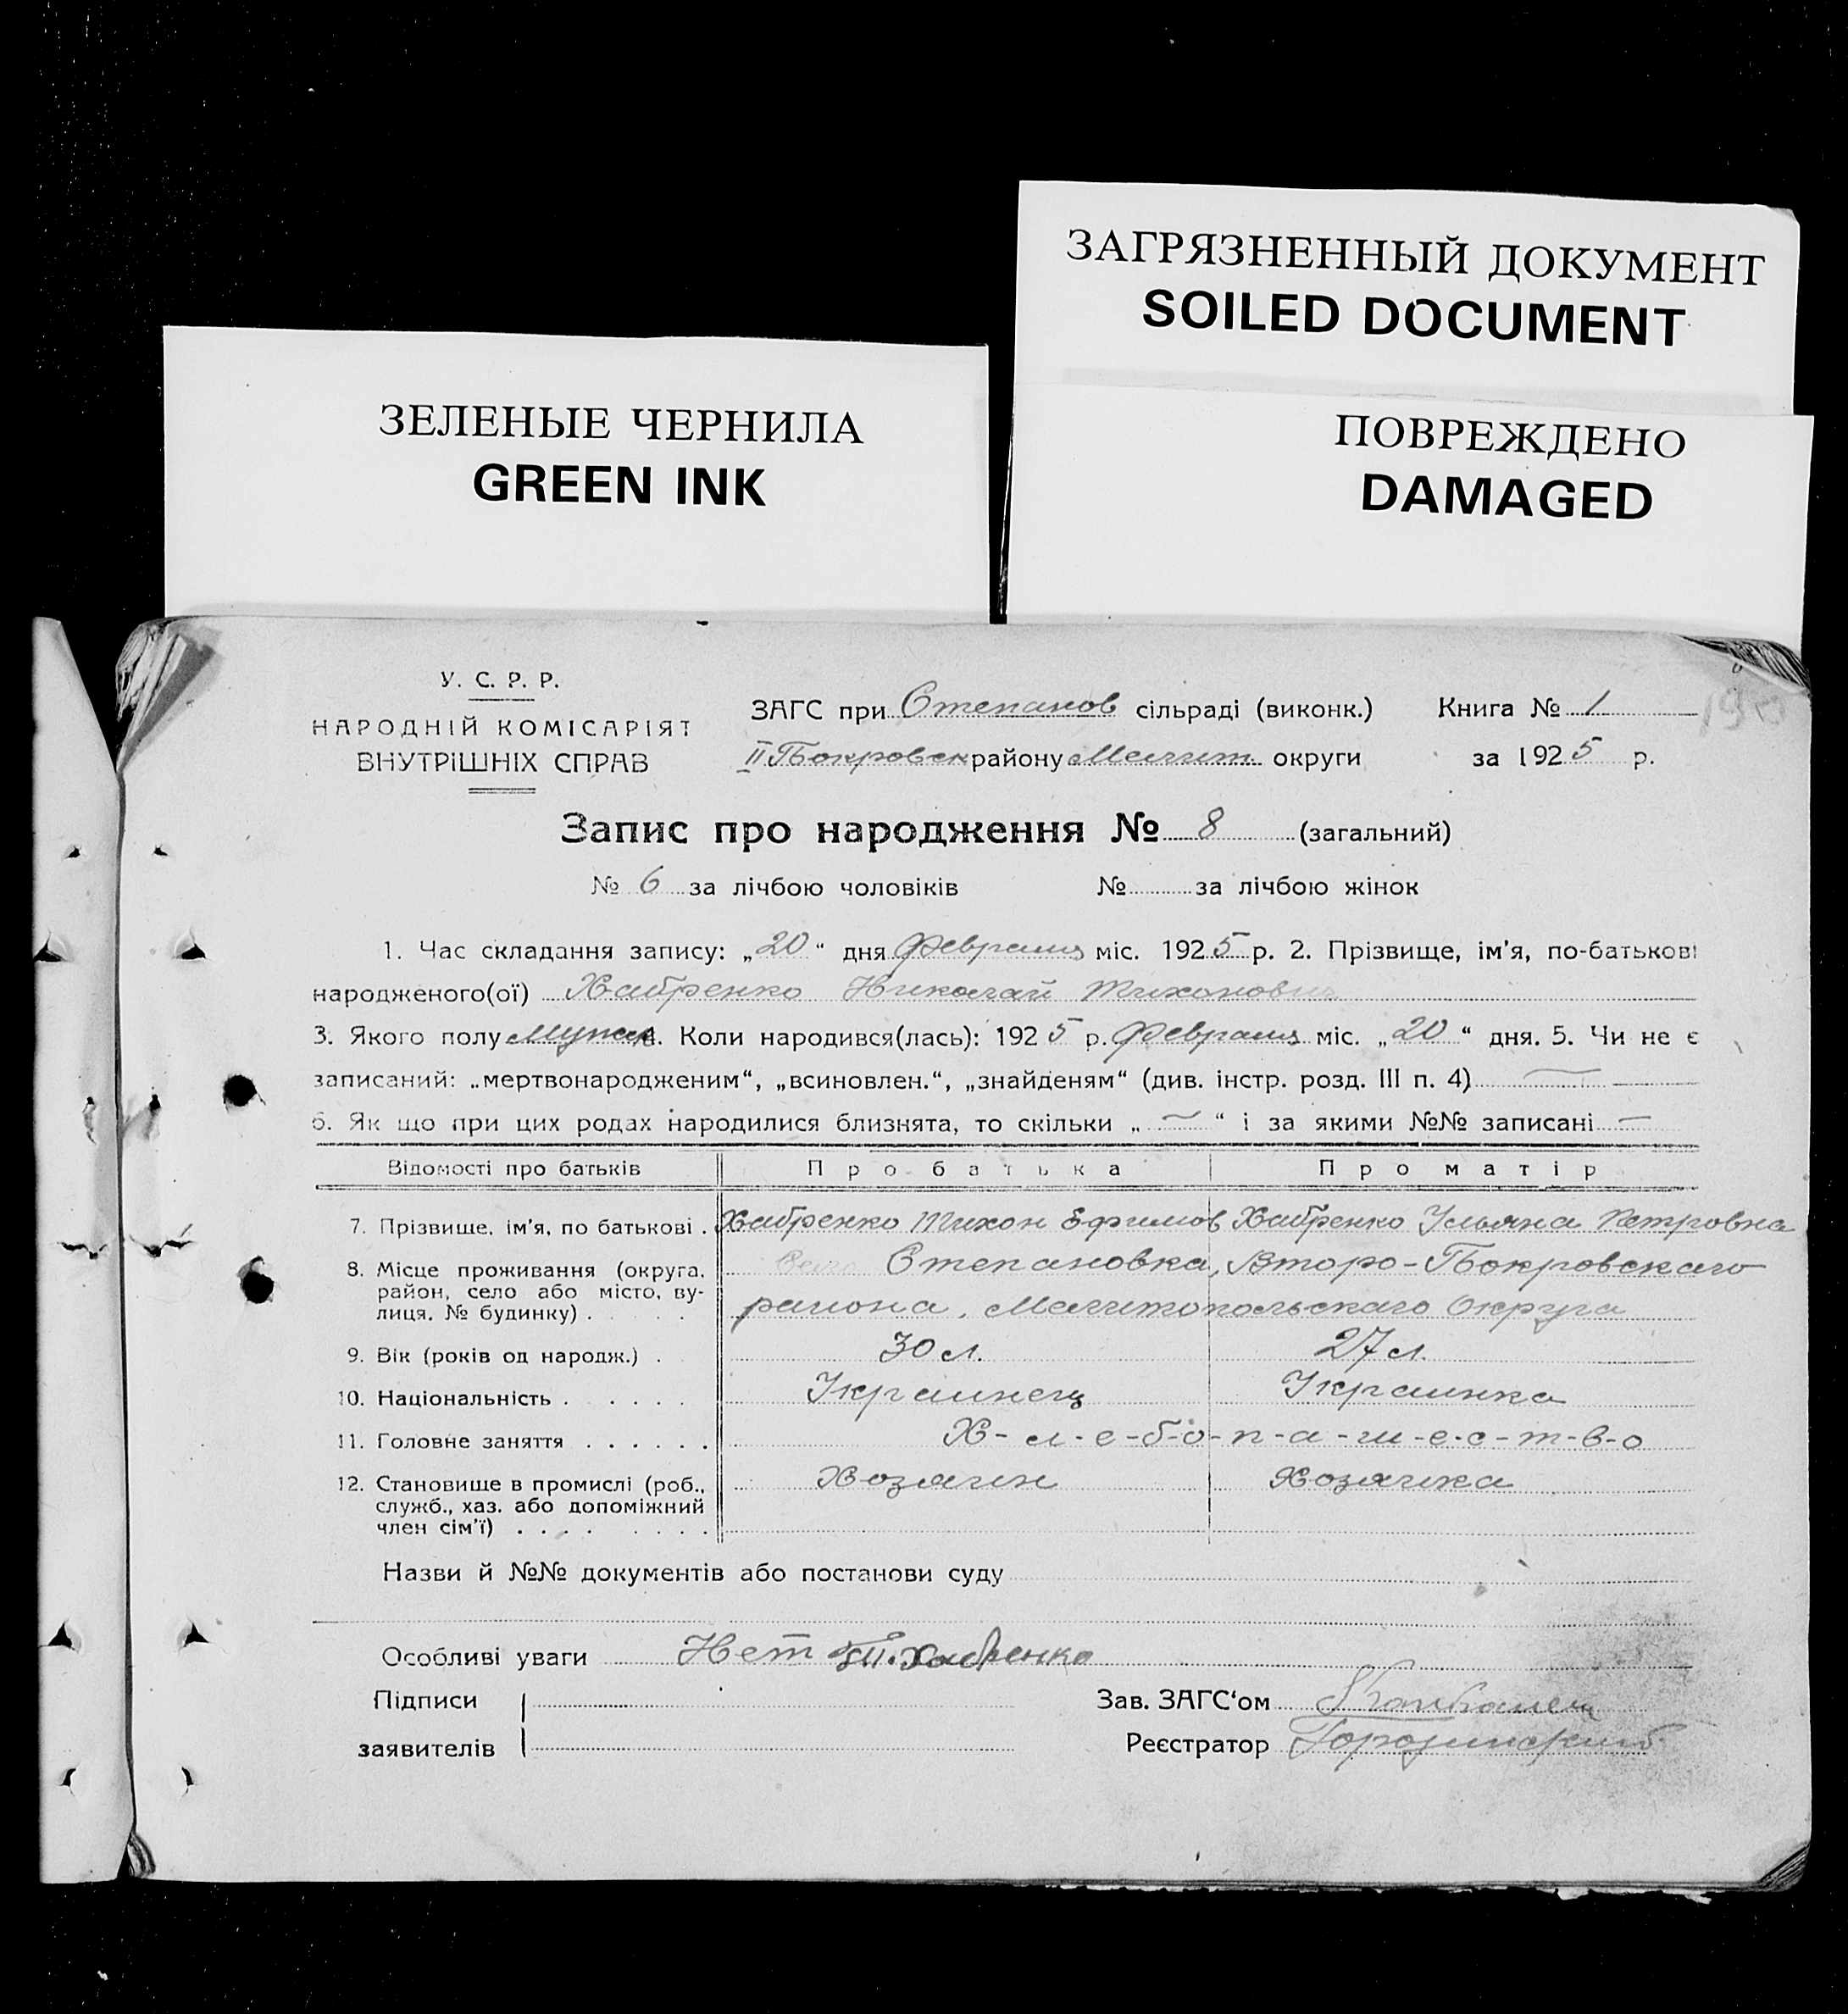 ЗАГРЯЗНЕННЫЙ ДОКУМЕНТ
SOILED DOCUMENT
ЗЕЛЕНЫЕ ЧЕРНИЛА
GREEN INK
ПОВРЕЖДЕНО
DAMAGED
У. С. Р. Р.
НАРОДНІЙ КОМІСАРІЯТ
ВНУТРІШНІХ СПРАВ
ЗАГС при Степанов сільраді (виконк.)
II Покровск району Мелит. округи
Книга № 1
за 1925 р.
Запис про народження № 8 (загальний)
№ 6 за лічбою чоловіків № за лічбою жінок
1. Час складання запису: „20“ дня Февраля міс. 1925 р. 2. Прізвище, ім'я, по-батькові
народженого(ої) Хабренко Николай Тихонович
3. Якого полу Мужск. Коли народився(лась): 1925 р. Февраля міс. „20“ дня. 5. Чи не є
записаний: „мертвонародженим“, „всиновлен.“, „знайденям“ (див. інстр. розд. III п. 4) —
6. Як що при цих родах народилися близнята, то скільки „—“ і за якими №№ записані —
Відомості про батьків Про батька Про матір
7. Прізвище, ім'я, по батькові . Хабренко Тихон Ефимов Хабренко Ульяна Петровна
8. Місце проживання (округа, район, село або місто, ву-лиця, № будинку) . . . . . Село Степановка, Второ-Покровскаго
района, Мелитопольскаго Округа
9. Вік (років од народж.) . 30 л. 27 л.
10. Національність . . . . . Украинец Украинка
11. Головне заняття . . . . . . Х-л-е-б-о-п-а-ш-е-с-т-в-о
12. Становище в промислі (роб., служб., хаз. або допоміжний член сім'ї) . . . . . . . . Хозяин Хозяйка
Назви й №№ документів або постанови суду
Особливі уваги Нет Хабренко
Підписи
заявителів
Зав. ЗАГС‘ом
Реєстратор